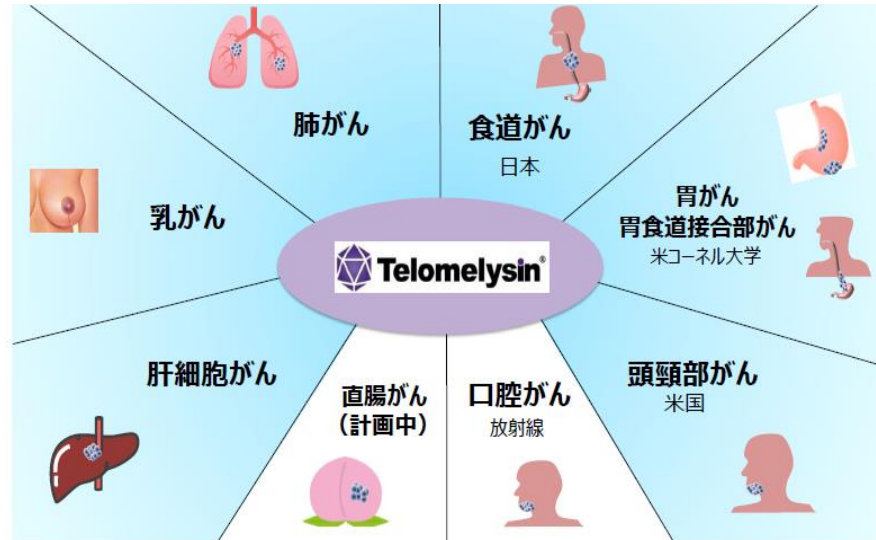 肺がん
食道がん
日本
乳がん
胃がん
胃食道接合部がん
米コーネル大学
Telomelysin®
肝細胞がん
直腸がん
（計画中）
口腔がん
放射線
頭頸部がん
米国